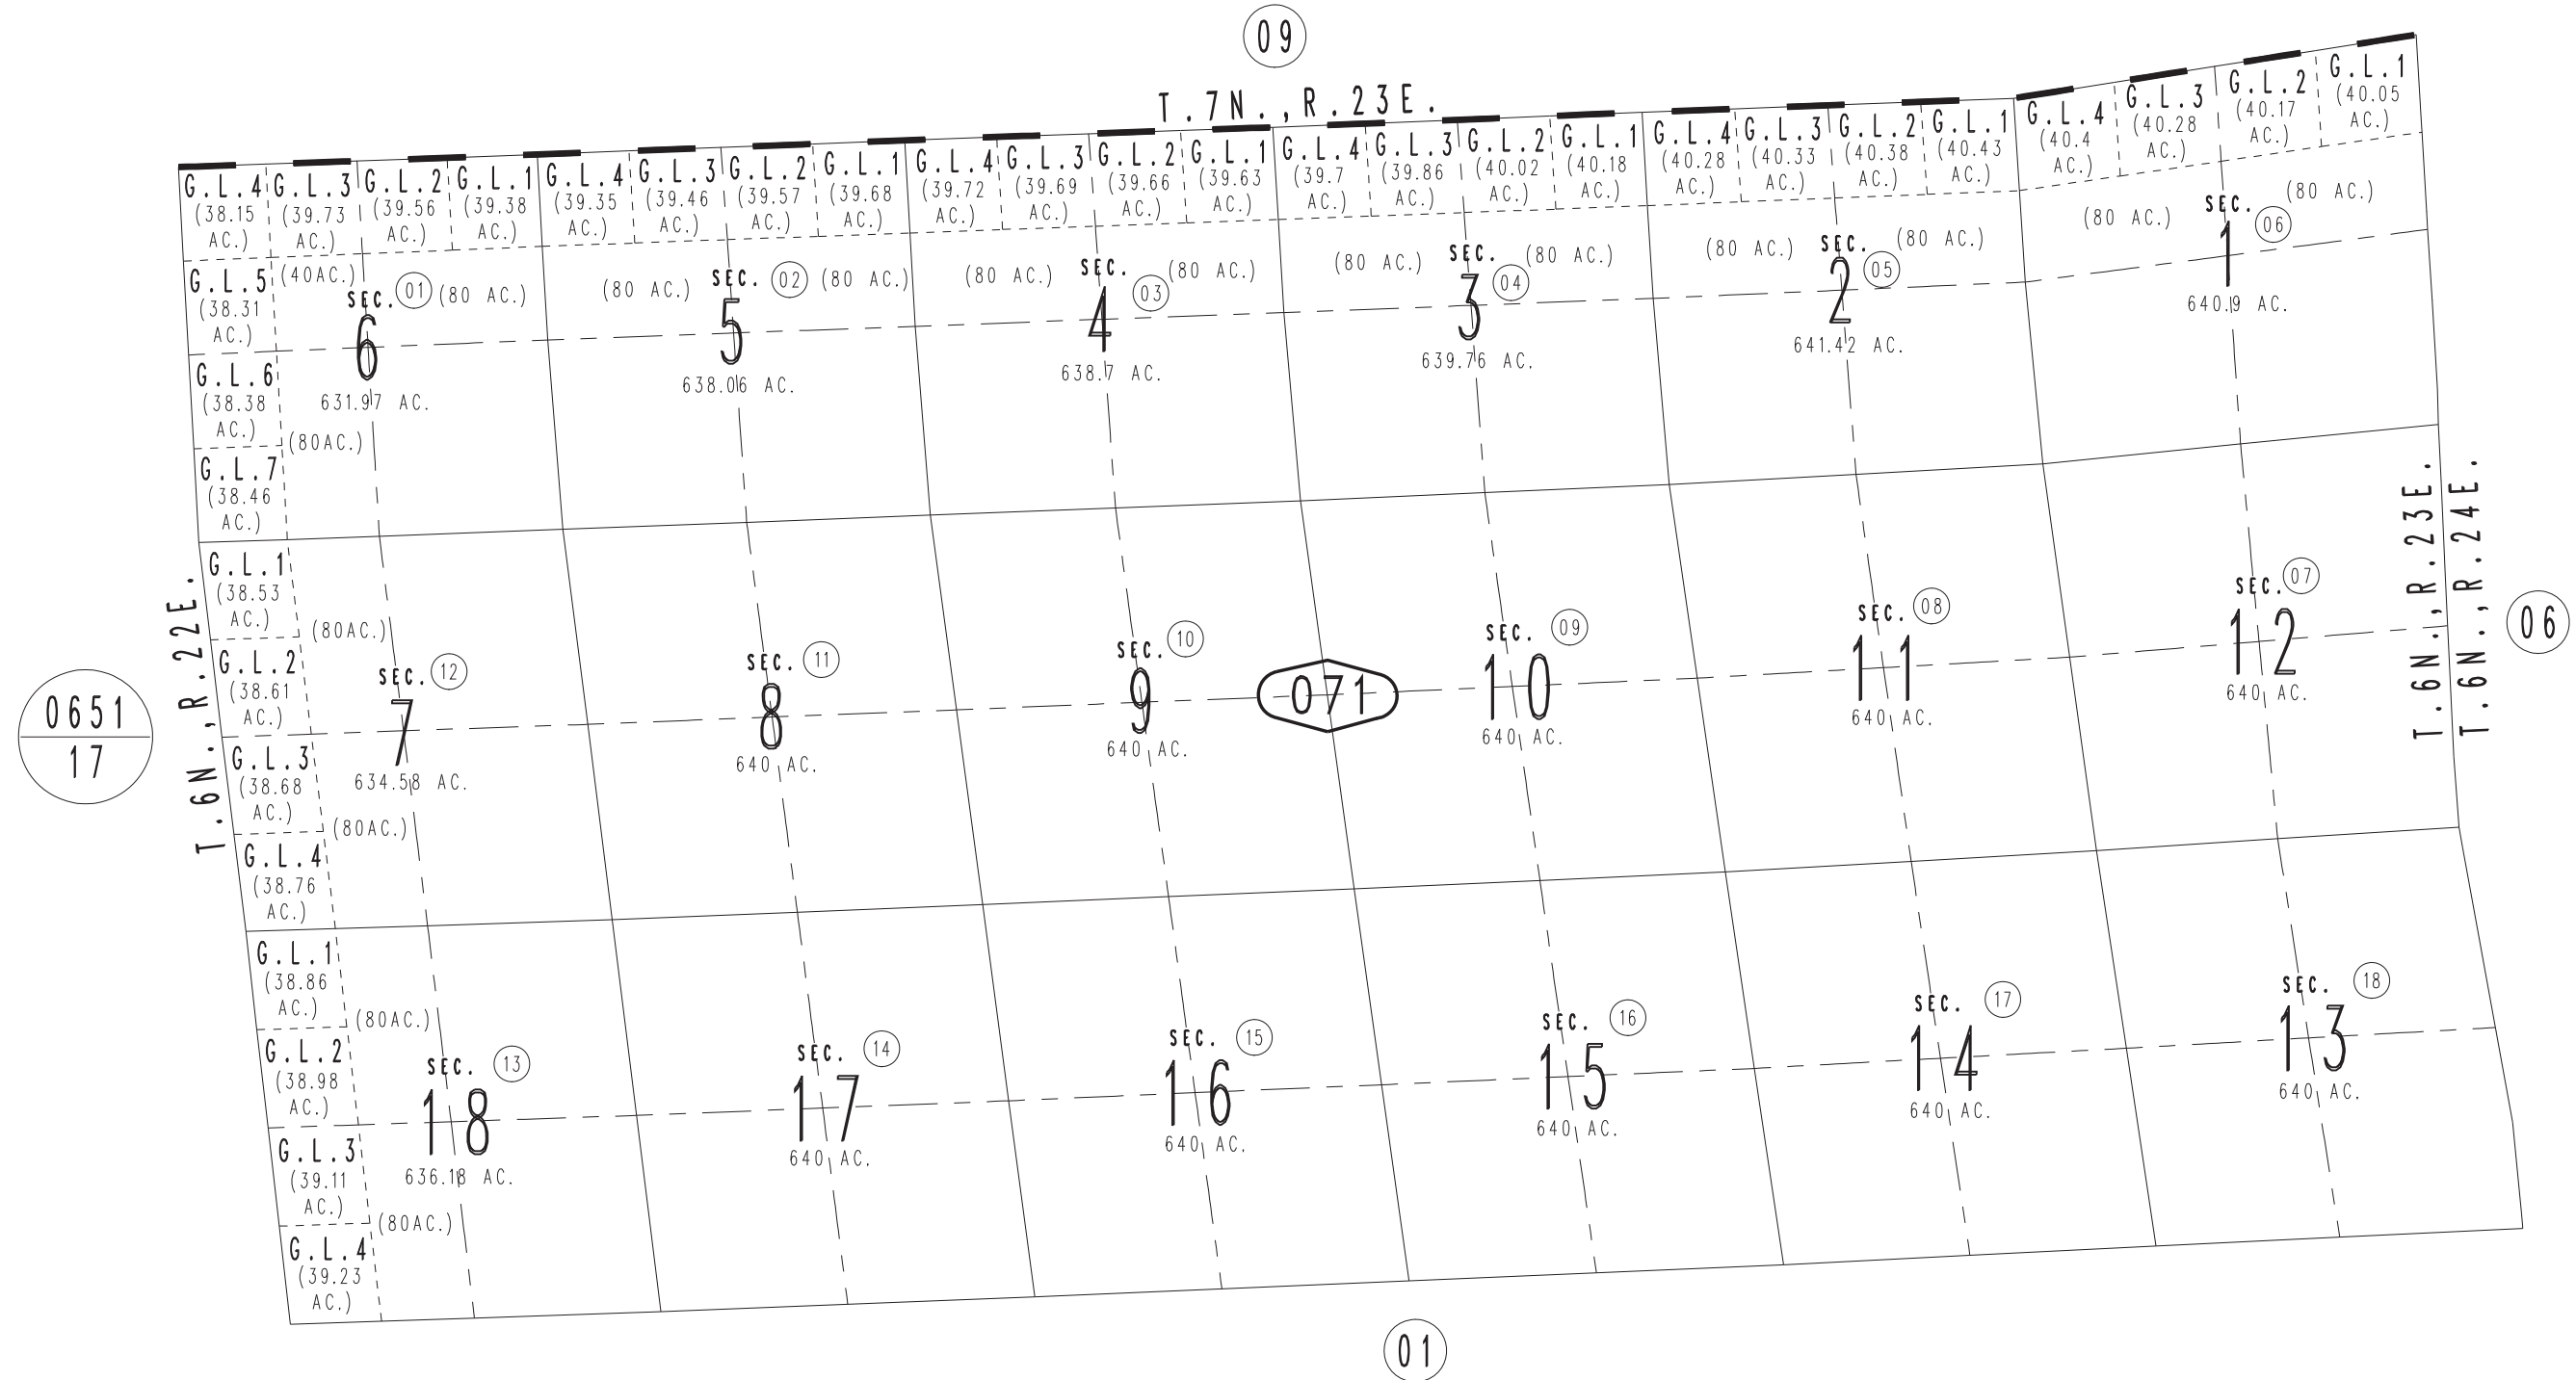 09
T.7N.,R.23E.
G.L.4
(38.15
AC.)
G.L.3
(39.73
AC.)
G.L.2
(39.56
AC.)
G.L.1
(39.38
AC.)
G.L.4
(39.35
AC.)
G.L.3
(39.46
AC.)
G.L.2
(39.57
AC.)
G.L.1
(39.68
AC.)
G.L.4
(39.72
AC.)
G.L.3
(39.69
AC.)
G.L.2
(39.66
AC.)
G.L.1
(39.63
AC.)
G.L.4
(39.7
AC.)
G.L.3
(39.86
AC.)
G.L.2
(40.02
AC.)
G.L.1
(40.18
AC.)
G.L.4
(40.28
AC.)
G.L.3
(40.33
AC.)
G.L.2
(40.38
AC.)
G.L.1
(40.43
AC.)
G.L.4
(40.4
AC.)
G.L.3
(40.28
AC.)
G.L.2
(40.17
AC.)
G.L.1
(40.05
AC.)
G.L.5
(38.31
AC.)
G.L.6
(38.38
AC.)
G.L.7
(38.46
AC.)
(40AC.)
SEC. 01
6
(80 AC.)
631.97 AC.
(80AC.)
(80 AC.)
SEC. 02
5
(80 AC.)
638.06 AC.
(80 AC.)
SEC. 03
4
(80 AC.)
638.7 AC.
(80 AC.)
SEC. 04
3
(80 AC.)
639.76 AC.
(80 AC.)
SEC. 05
2
(80 AC.)
641.42 AC.
(80 AC.)
SEC. 06
1
(80 AC.)
640.9 AC.
T.6N.,R.22E.
0651
17
G.L.1
(38.53
AC.)
G.L.2
(38.61
AC.)
G.L.3
(38.68
AC.)
G.L.4
(38.76
AC.)
(80AC.)
SEC. 12
7
634.58 AC.
(80AC.)
SEC. 11
8
640 AC.
SEC. 10
9
640 AC.
071
SEC. 09
10
640 AC.
SEC. 08
11
640 AC.
SEC. 07
12
640 AC.
T.6N.,R.23E.
T.6N.,R.24E.
06
G.L.1
(38.86
AC.)
G.L.2
(38.98
AC.)
G.L.3
(39.11
AC.)
G.L.4
(39.23
AC.)
(80AC.)
SEC. 13
18
636.18 AC.
(80AC.)
SEC. 14
17
640 AC.
SEC. 15
16
640 AC.
SEC. 16
15
640 AC.
SEC. 17
14
640 AC.
SEC. 18
13
640 AC.
01